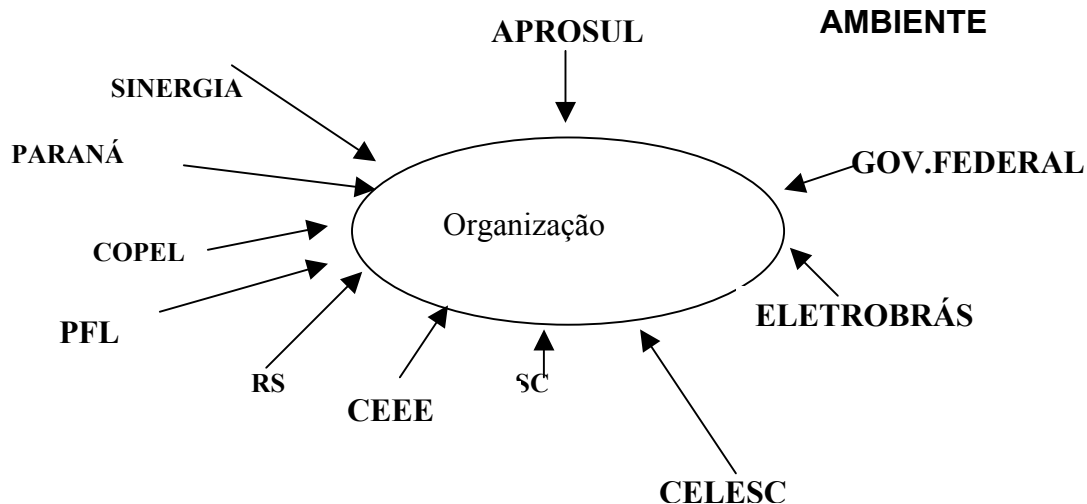 AMBIENTE
APROSUL
SINERGIA
PARANÁ
GOV.FEDERAL
Organização
COPEL
ELETROBRÁS
PFL
RS
SC
CEEE
CELESC